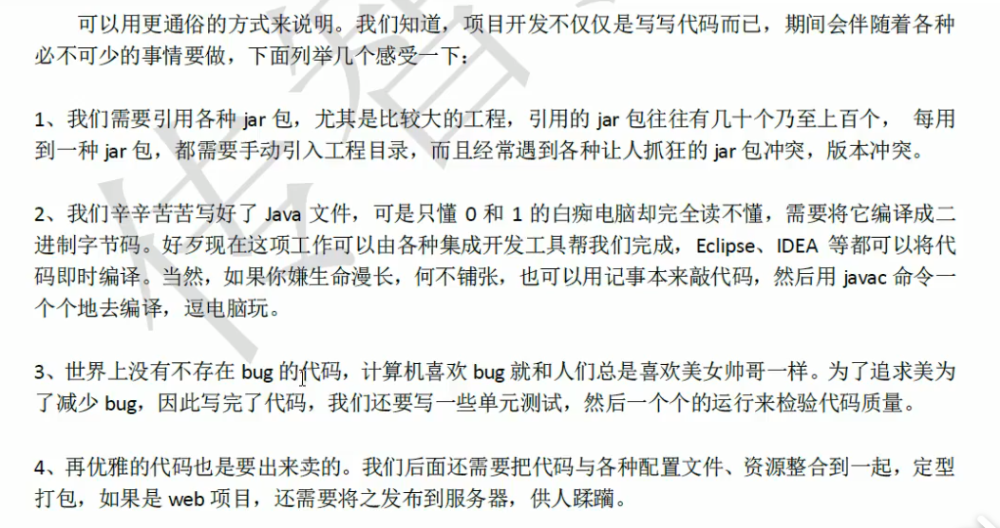 可以用更通俗的方式来说明。我们知道，项目开发不仅仅是写写代码而已，期间会伴随着各种
必不可少的事情要做，下面列举几个感受一下：
1、我们需要引用各种 jar 包，尤其是比较大的工程，引用的 jar 包往往有几十个乃至上百个， 每用
到一种 jar 包，都需要手动引入工程目录，而且经常遇到各种让人抓狂的 jar 包冲突，版本冲突。
2、我们辛辛苦苦写好了 Java 文件，可是只懂 0 和 1 的白痴电脑却完全读不懂，需要将它编译成二
进制字节码。好歹现在这项工作可以由各种集成开发工具帮我们完成，Eclipse、IDEA 等都可以将代
码即时编译。当然，如果你嫌生命漫长，何不铺张，也可以用记事本来敲代码，然后用 javac 命令一
个个地去编译，逗电脑玩。
3、世界上没有不存在 bug 的代码，计算机喜欢 bug 就和人们总是喜欢美女帅哥一样。为了追求美为
了减少 bug，因此写完了代码，我们还要写一些单元测试，然后一个个的运行来检验代码质量。
4、再优雅的代码也是要出来卖的。我们后面还需要把代码与各种配置文件、资源整合到一起，定型
打包，如果是 web 项目，还需要将之发布到服务器，供人蹂躏。
传智